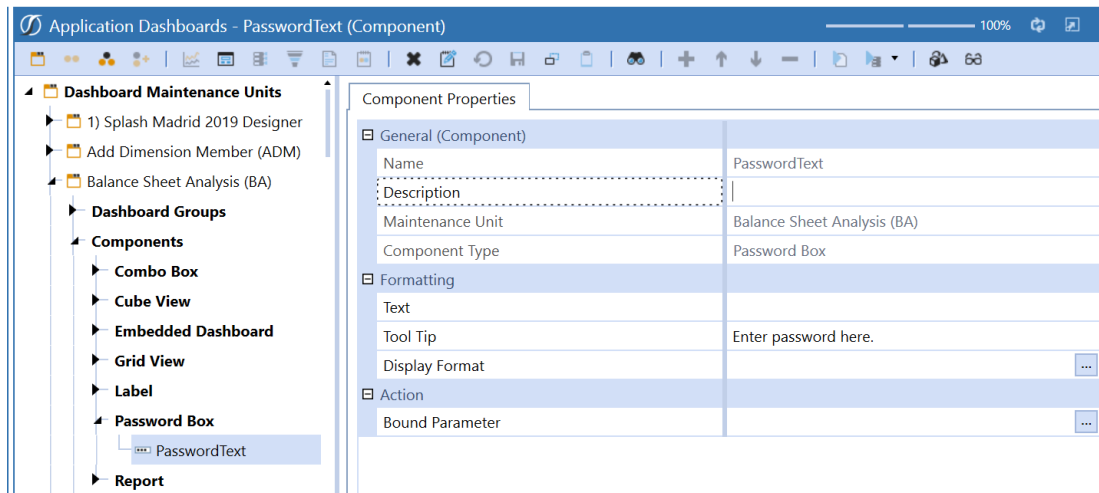 Application Dashboards - PasswordText (Component)
100%
Dashboard Maintenance Units
1) Splash Madrid 2019 Designer
Add Dimension Member (ADM)
Balance Sheet Analysis (BA)
Dashboard Groups
Components
Combo Box
Cube View
Embedded Dashboard
Grid View
Label
Password Box
PasswordText
Report
Component Properties
General (Component)
Name PasswordText
Description
Maintenance Unit Balance Sheet Analysis (BA)
Component Type Password Box
Formatting
Text
Tool Tip Enter password here.
Display Format ...
Action
Bound Parameter ...